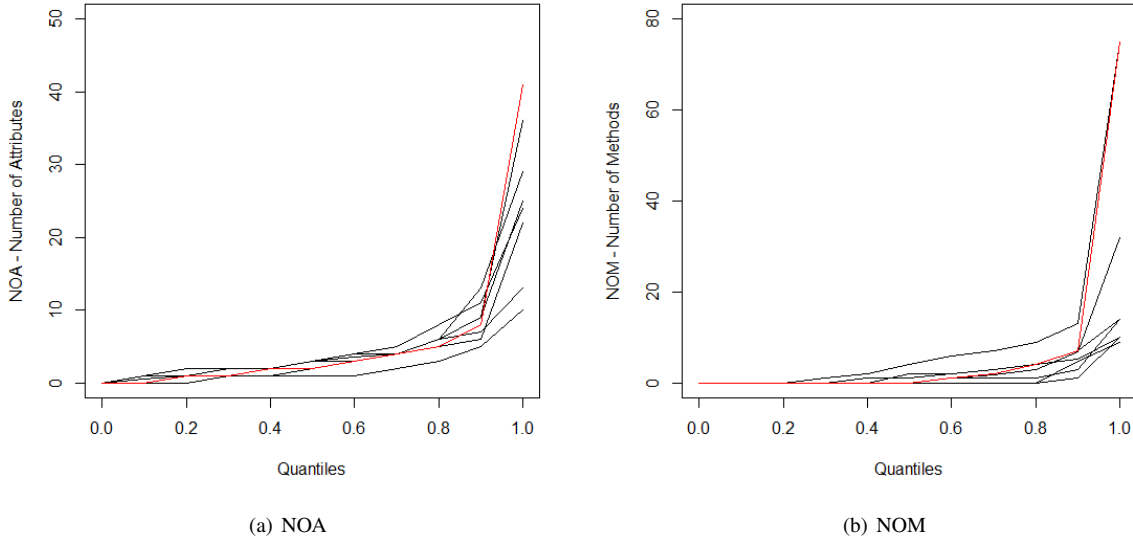 50
40
30
20
10
0
NOA - Number of Attributes
0.0 0.2 0.4 0.6 0.8 1.0
Quantiles
(a) NOA
80
60
40
20
0
NOM - Number of Methods
0.0 0.2 0.4 0.6 0.8 1.0
Quantiles
(b) NOM